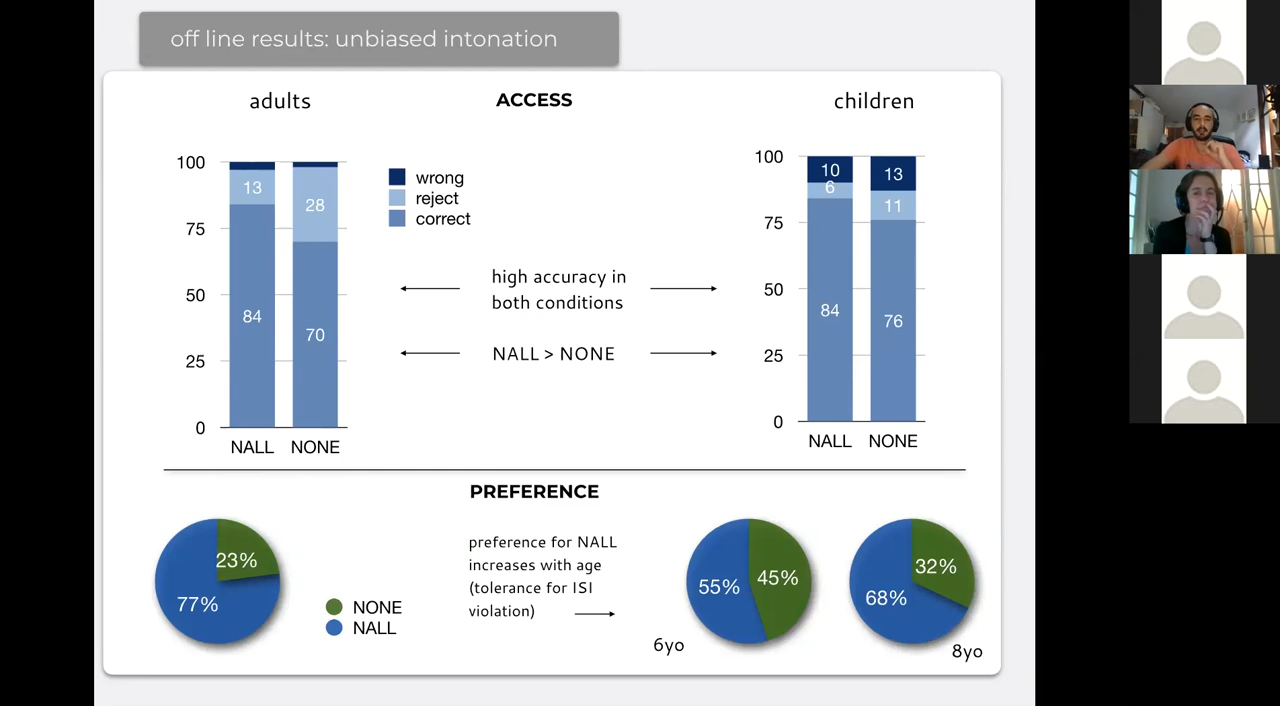 off line results: unbiased intonation
adults
ACCESS
children
100
75
50
25
0
13
84
28
70
NALL
NONE
wrong
reject
correct
high accuracy in
both conditions
NALL > NONE
100
75
50
25
0
10
6
84
13
11
76
NALL
NONE
PREFERENCE
23%
77%
NONE
NALL
preference for NALL
increases with age
(tolerance for ISI
violation)
55%
45%
6yo
32%
68%
8yo